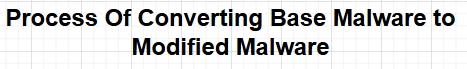 Process Of Converting Base Malware to
Modified Malware